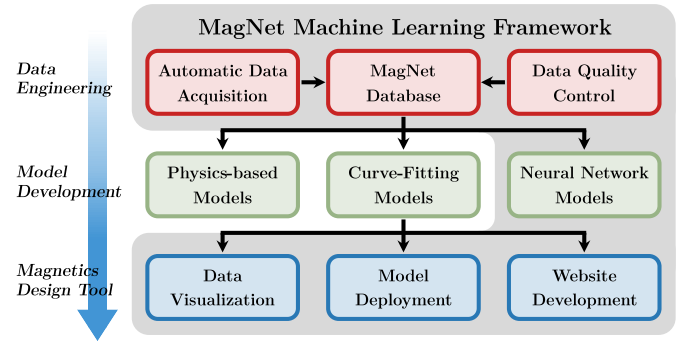 MagNet Machine Learning Framework
Data
Engineering
Automatic Data
Acquisition
MagNet
Database
Data Quality
Control
Model
Development
Physics-based
Models
Curve-Fitting
Models
Neural Network
Models
Magnetics
Design Tool
Data
Visualization
Model
Deployment
Website
Development